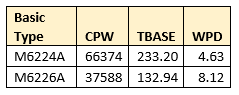 Basic Type CPW TBASE WPD
M6224A 66374 233.20 4.63
M6226A 37588 132.94 8.12